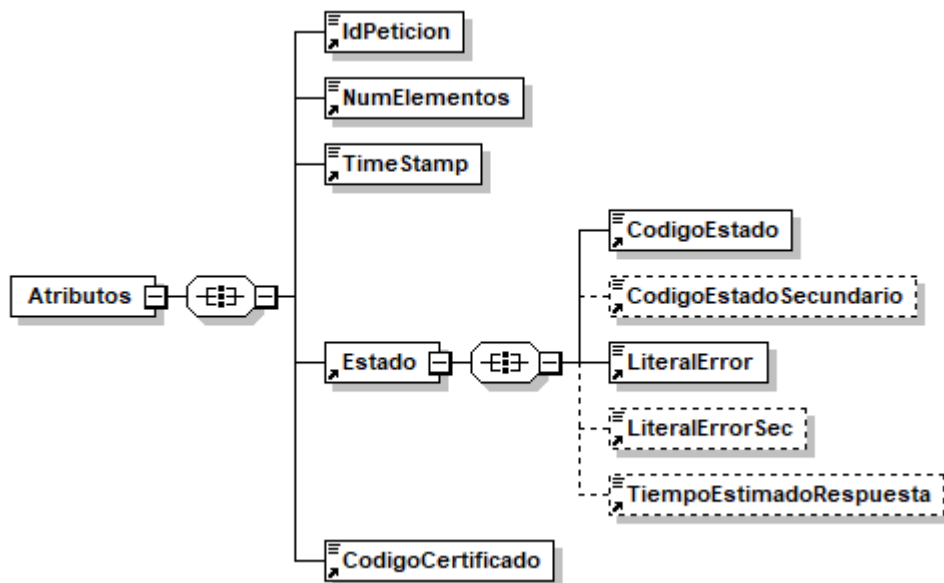 IdPeticion
NumElementos
TimeStamp
CodigoEstado
Atributos
CodigoEstadoSecundario
Estado
LiteralError
LiteralErrorSec
TiempoEstimadoRespuesta
CodigoCertificado